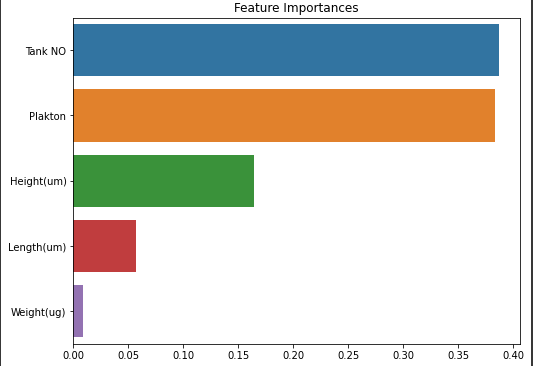 Feature Importances
Tank NO
Plakton
Height(um)
Length(um)
Weight(ug)
0.00 0.05 0.10 0.15 0.20 0.25 0.30 0.35 0.40